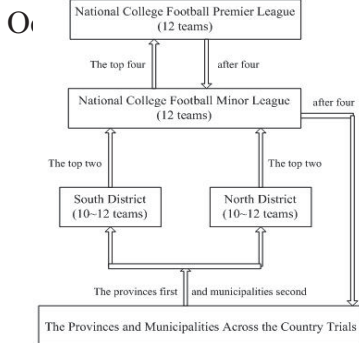 National College Football Premier League
(12 teams)
The top four
after four
National College Football Minor League
(12 teams)
after four
The top two
The top two
South District
(10~12 teams)
North District
(10~12 teams)
The provinces first
and municipalities second
The Provinces and Municipalities Across the Country Trials